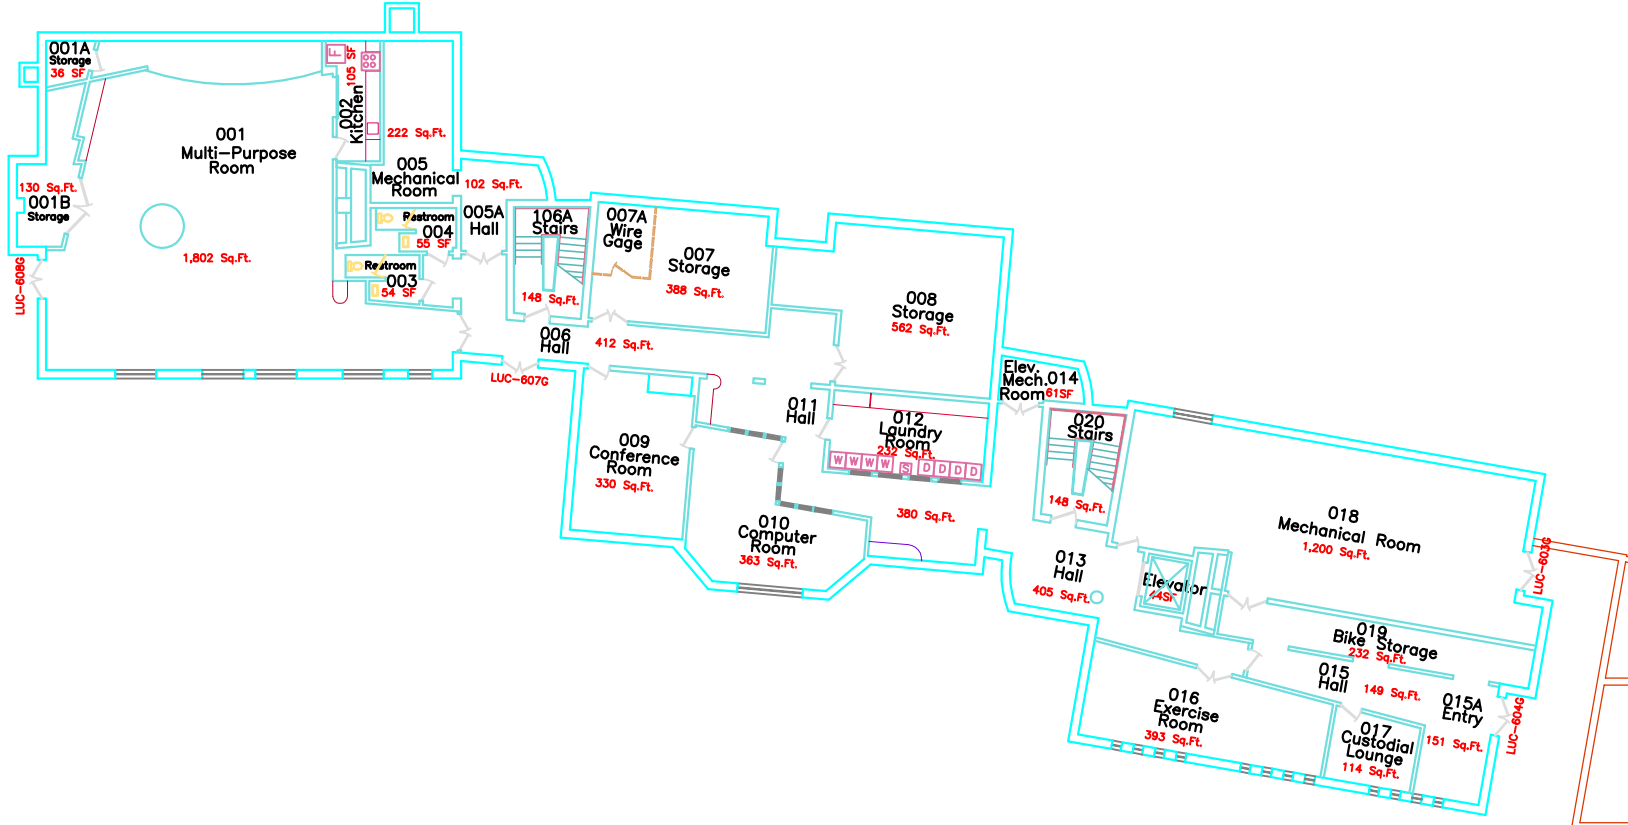 001A
Storage
36 SF
F
105 SF
002
Kitchen
001
Multi-Purpose
Room
222 Sq.Ft.
005
Mechanical
Room
102 Sq.Ft.
130 Sq.Ft.
001B
Storage
Restroom
004
55 SF
005A
Hall
106A
Stairs
007A
Wire
Gage
1,802 Sq.Ft.
Restroom
003
54 SF
LUC-608G
148 Sq.Ft.
007
Storage
388 Sq.Ft.
008
Storage
562 Sq.Ft.
006
Hall
412 Sq.Ft.
LUC-607G
Elev.
Mech. 014
Room 61SF
011
Hall
012
Laundry
Room
232 Sq.Ft.
W W W W S D D D D
020
Stairs
148 Sq.Ft.
009
Conference
Room
330 Sq.Ft.
010
Computer
Room
363 Sq.Ft.
380 Sq.Ft.
018
Mechanical Room
1,200 Sq.Ft.
LUC-603G
013
Hall
405 Sq.Ft.
Elevator
44SF
019
Bike Storage
232 Sq.Ft.
015
Hall
149 Sq.Ft.
015A
Entry
151 Sq.Ft.
LUC-604G
016
Exercise
Room
393 Sq.Ft.
017
Custodial
Lounge
114 Sq.Ft.